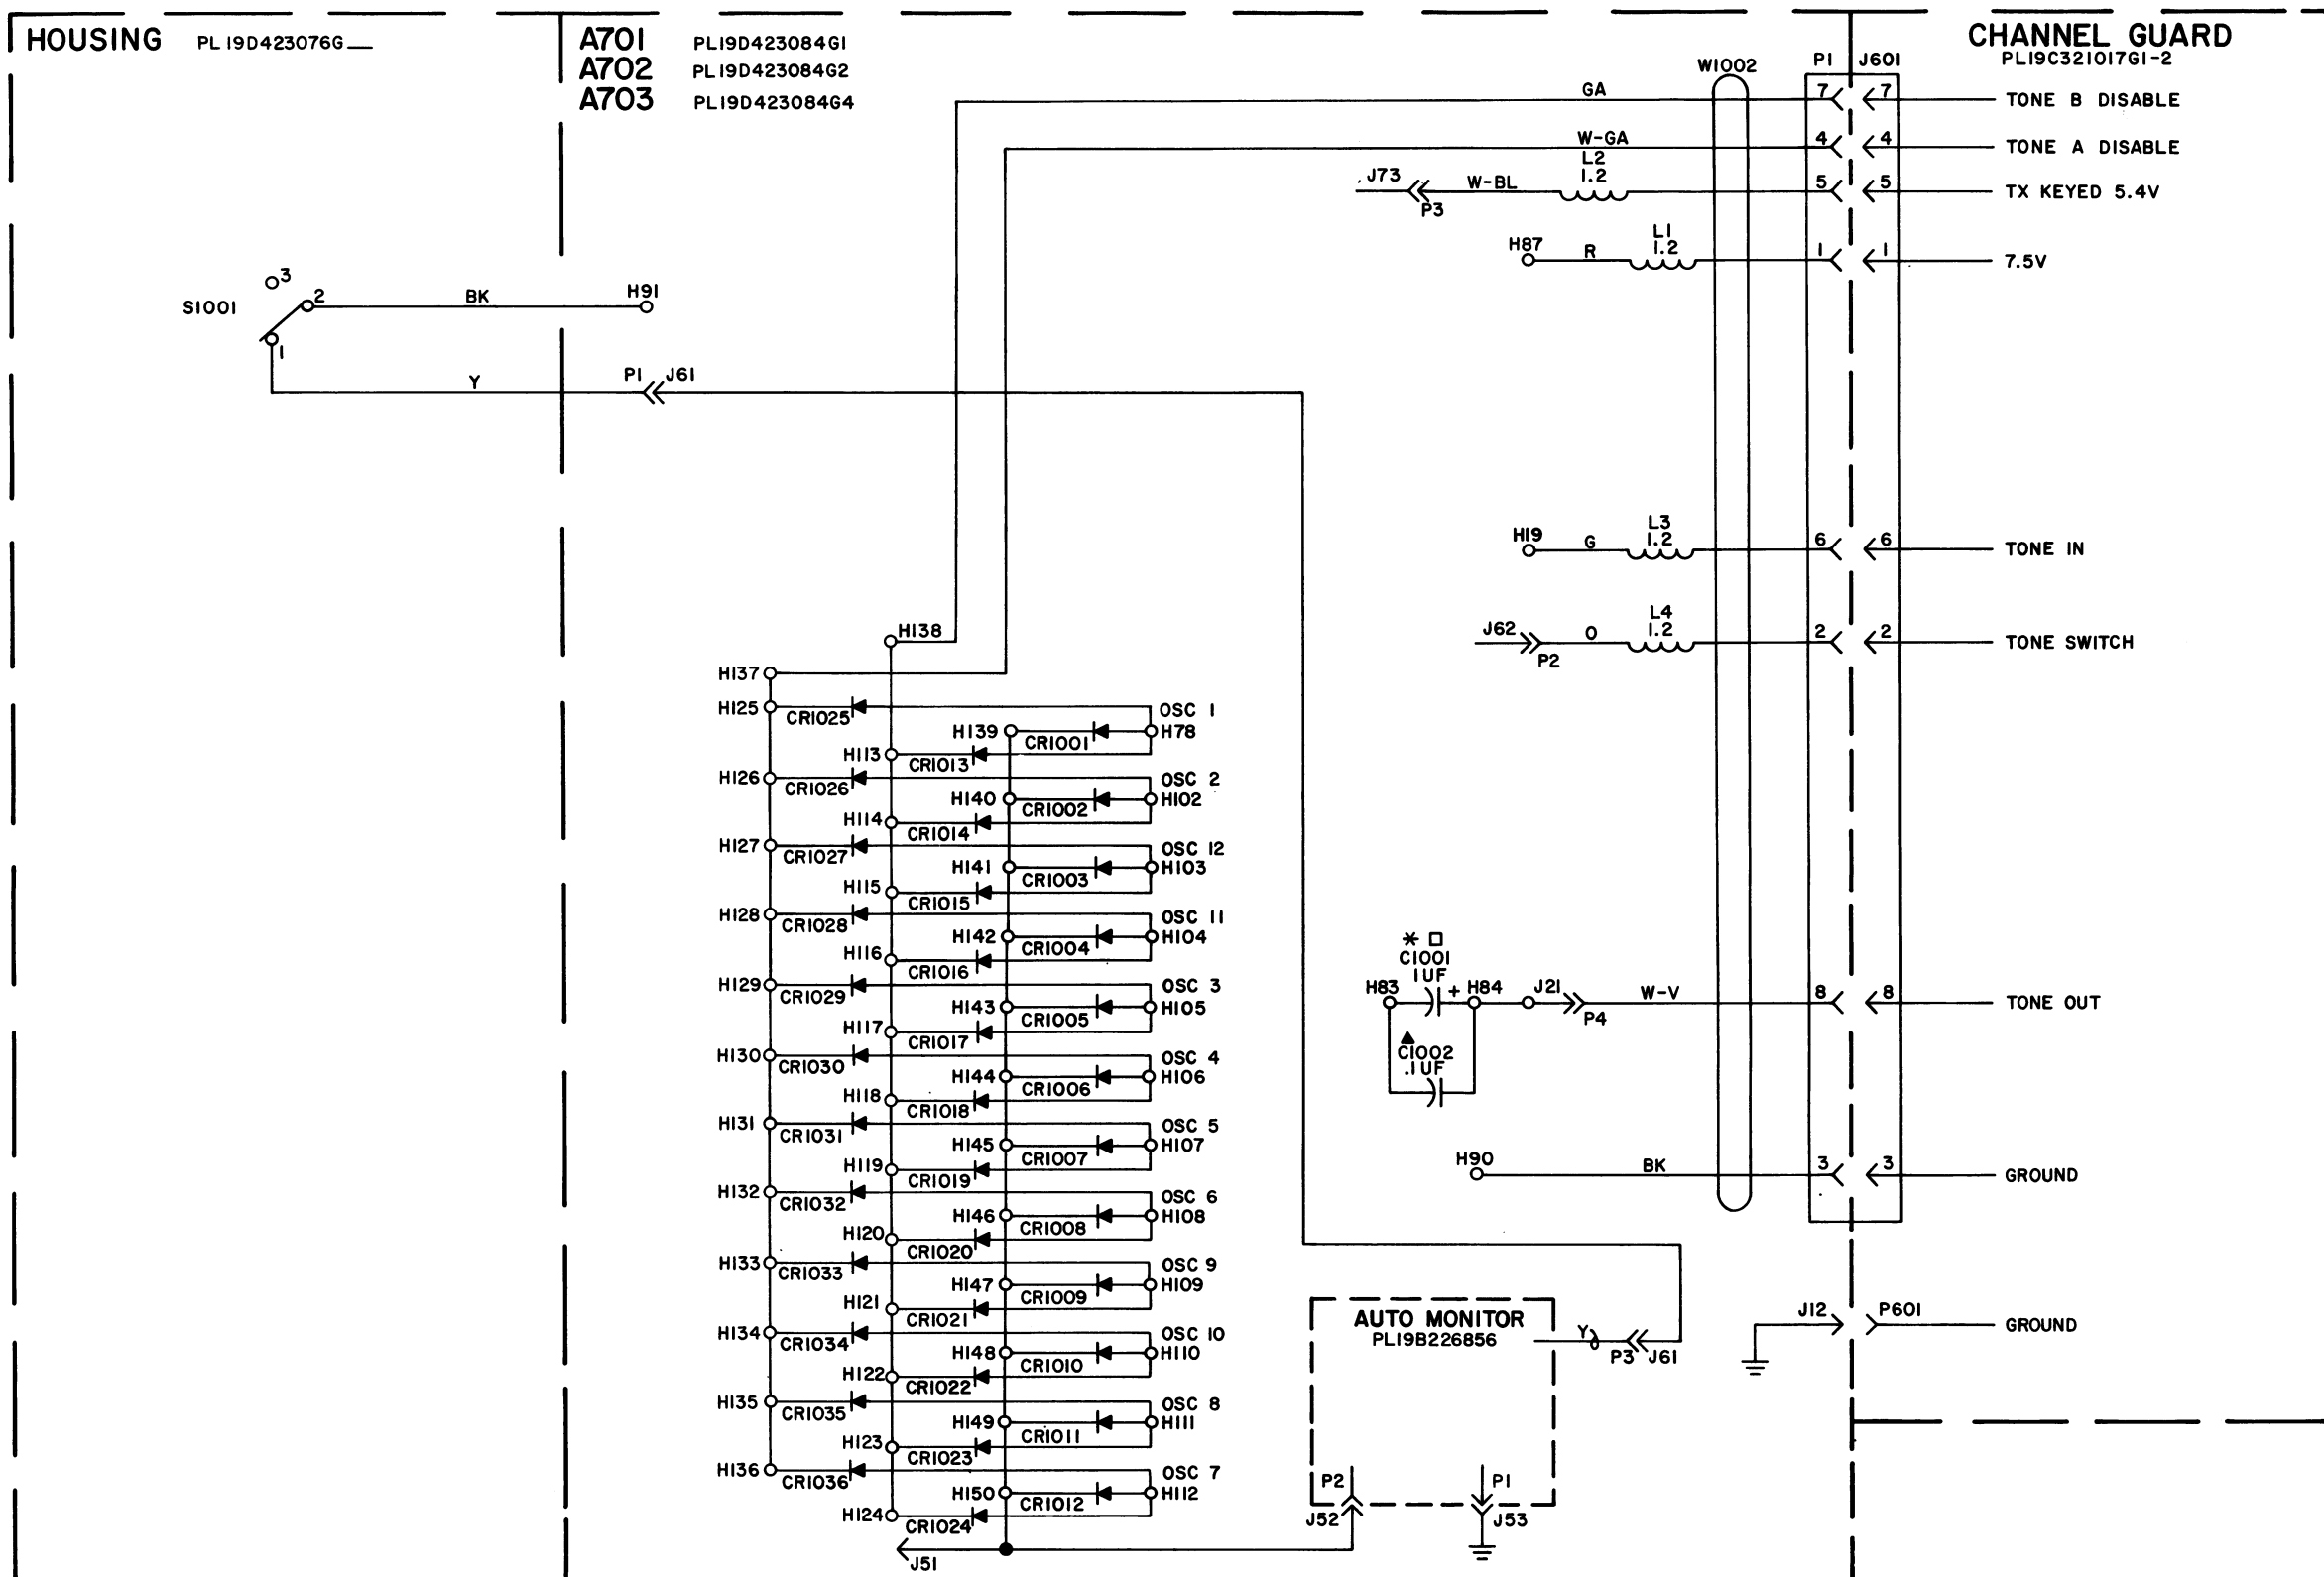 HOUSING PL19D423076G__
A701 PL19D423084G1
A702 PL19D423084G2
A703 PL19D423084G4
CHANNEL GUARD
PL19C321017G1-2
W1002
P1 J601
GA 7 7 TONE B DISABLE
W-GA 4 4 TONE A DISABLE
L2
1.2
J73 P3 W-BL 5 5 TX KEYED 5.4V
L1
1.2
H87 R 1 1 7.5V
S1001 3 2 1 BK H91
Y P1 J61
L3
1.2
H19 G 6 6 TONE IN
L4
1.2
J62 P2 O 2 2 TONE SWITCH
H138
H137
H125 CR1025 OSC 1
H139 CR1001 H78
H113 CR1013
H126 CR1026 OSC 2
H140 CR1002 H102
H114 CR1014
H127 CR1027 OSC 12
H141 CR1003 H103
H115 CR1015
H128 CR1028 OSC 11
H142 CR1004 H104
H116 CR1016
H129 CR1029 OSC 3
H143 CR1005 H105
H117 CR1017
H130 CR1030 OSC 4
H144 CR1006 H106
H118 CR1018
H131 CR1031 OSC 5
H145 CR1007 H107
H119 CR1019
H132 CR1032 OSC 6
H146 CR1008 H108
H120 CR1020
H133 CR1033 OSC 9
H147 CR1009 H109
H121 CR1021
H134 CR1034 OSC 10
H148 CR1010 H110
H122 CR1022
H135 CR1035 OSC 8
H149 CR1011 H111
H123 CR1023
H136 CR1036 OSC 7
H150 CR1012 H112
H124 CR1024
J51
* □
C1001
1UF
H83 + H84 J21 P4 W-V 8 8 TONE OUT
▲
C1002
.1UF
H90 BK 3 3 GROUND
J12 P601 GROUND
AUTO MONITOR
PL19B226856
Y P3 J61
P2 P1
J52 J53